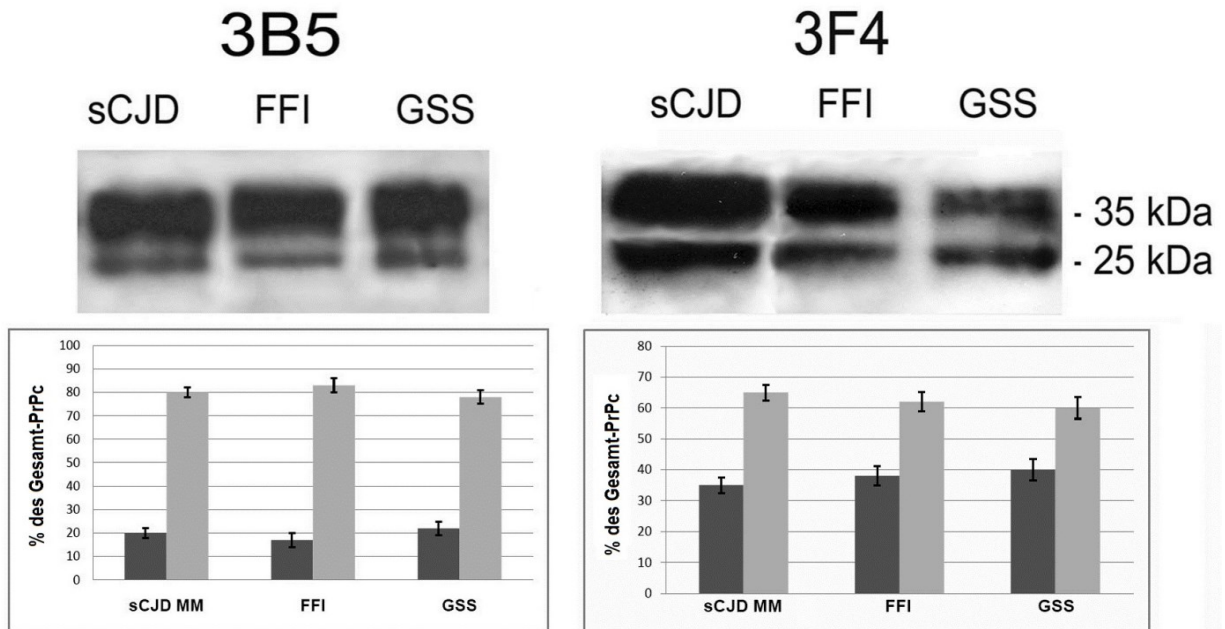 3B5
sCJD FFI GSS
3F4
sCJD FFI GSS
- 35 kDa
- 25 kDa
% des Gesamt-PrPc
100
90
80
70
60
50
40
30
20
10
0
sCJD MM FFI GSS
% des Gesamt-PrPc
80
70
60
50
40
30
20
10
0
sCJD MM FFI GSS